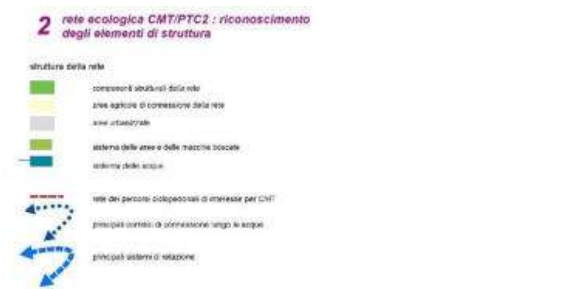 2 rete ecologica CMT/PTC2 : riconoscimento
degli elementi di struttura
struttura della rete
componenti strutturali della rete
aree agricole di connessione della rete
aree urbanizzate
sistema delle aree e delle macchie boscate
sistema delle acque
rete dei percorsi ciclopedonali di interesse per CMT
principali corridoi di connessione lungo le acque
principali sistemi di relazione